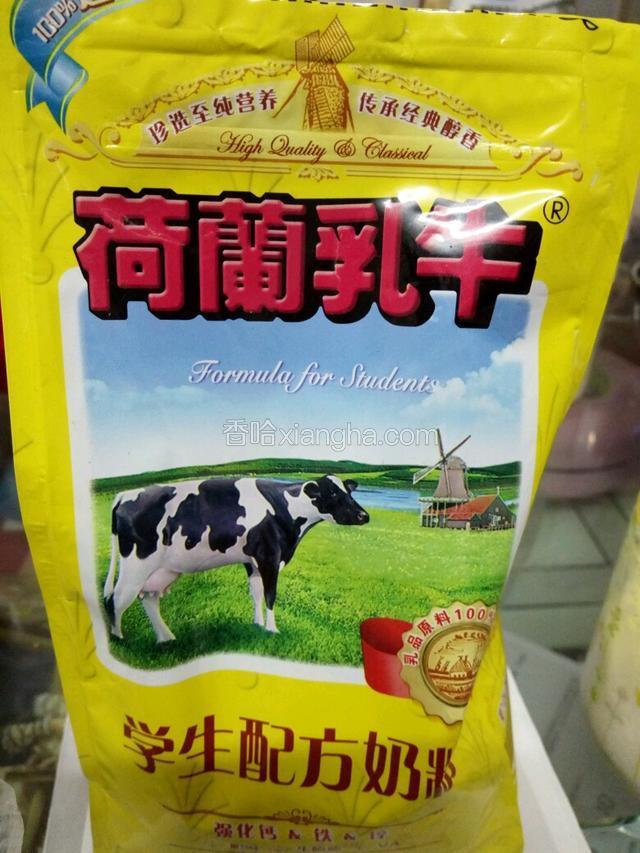 100%
珍选至纯营养 传承经典醇香
High Quality & Classical
荷蘭乳牛®
Formula for Students
香哈xiangha.com
乳品原料100%
学生配方奶粉
强化钙&铁&锌